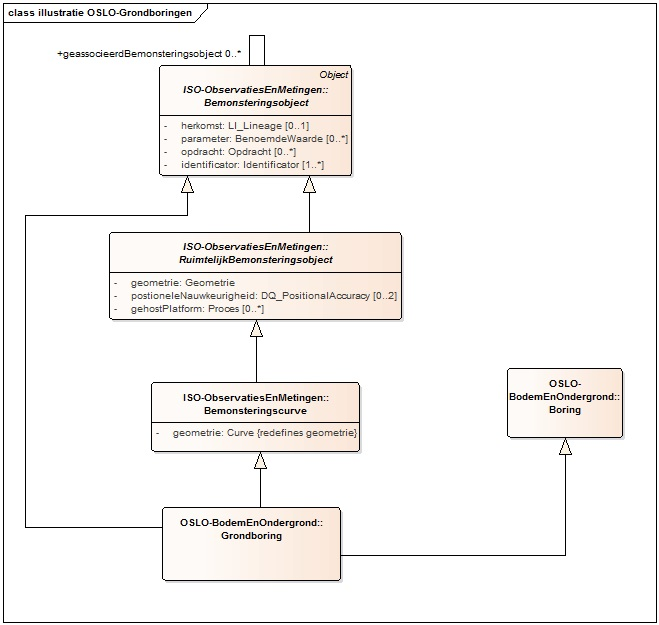 class illustratie OSLO-Grondboringen
+geassocieerdBemonsteringsobject 0..*
Object
ISO-ObservatiesEnMetingen::
Bemonsteringsobject
- herkomst: LI_Lineage [0..1]
- parameter: BenoemdeWaarde [0..*]
- opdracht: Opdracht [0..*]
- identificator: Identificator [1..*]
ISO-ObservatiesEnMetingen::
RuimtelijkBemonsteringsobject
- geometrie: Geometrie
- postioneleNauwkeurigheid: DQ_PositionalAccuracy [0..2]
- gehostPlatform: Proces [0..*]
ISO-ObservatiesEnMetingen::
Bemonsteringscurve
- geometrie: Curve {redefines geometrie}
OSLO-
BodemEnOndergrond::
Boring
OSLO-BodemEnOndergrond::
Grondboring